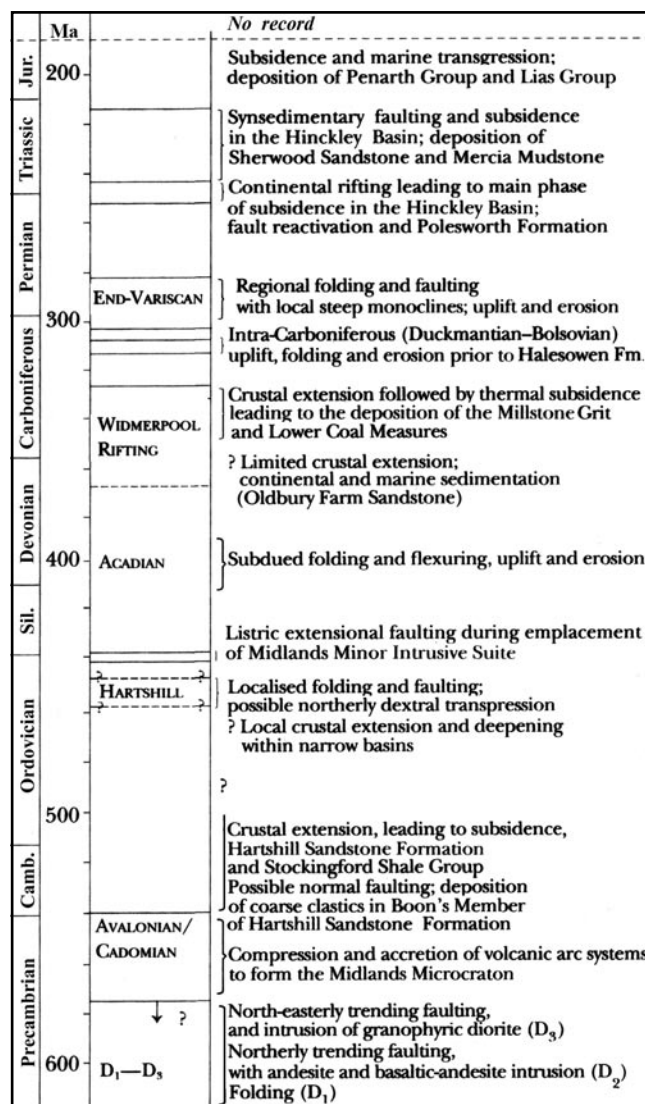 Ma
No record
Jur.
200
Subsidence and marine transgression;
deposition of Penarth Group and Lias Group
Triassic
Synsedimentary faulting and subsidence
in the Hinckley Basin; deposition of
Sherwood Sandstone and Mercia Mudstone
Permian
Continental rifting leading to main phase
of subsidence in the Hinckley Basin;
fault reactivation and Polesworth Formation
END-VARISCAN
Regional folding and faulting
with local steep monoclines; uplift and erosion
300
Carboniferous
Intra-Carboniferous (Duckmantian–Bolsovian)
uplift, folding and erosion prior to Halesowen Fm.
WIDMERPOOL
RIFTING
Crustal extension followed by thermal subsidence
leading to the deposition of the Millstone Grit
and Lower Coal Measures
Devonian
? Limited crustal extension;
continental and marine sedimentation
(Oldbury Farm Sandstone)
400
ACADIAN
Subdued folding and flexuring, uplift and erosion
Sil.
Listric extensional faulting during emplacement
of Midlands Minor Intrusive Suite
Ordovician
? ?
HARTSHILL
? ?
Localised folding and faulting;
possible northerly dextral transpression
? Local crustal extension and deepening
within narrow basins
?
500
Camb.
Crustal extension, leading to subsidence,
Hartshill Sandstone Formation
and Stockingford Shale Group
Possible normal faulting; deposition
of coarse clastics in Boon's Member
of Hartshill Sandstone Formation
Precambrian
AVALONIAN/
CADOMIAN
Compression and accretion of volcanic arc systems
to form the Midlands Microcraton
?
600
D₁—D₃
North-easterly trending faulting,
and intrusion of granophyric diorite (D₃)
Northerly trending faulting,
with andesite and basaltic-andesite intrusion (D₂)
Folding (D₁)